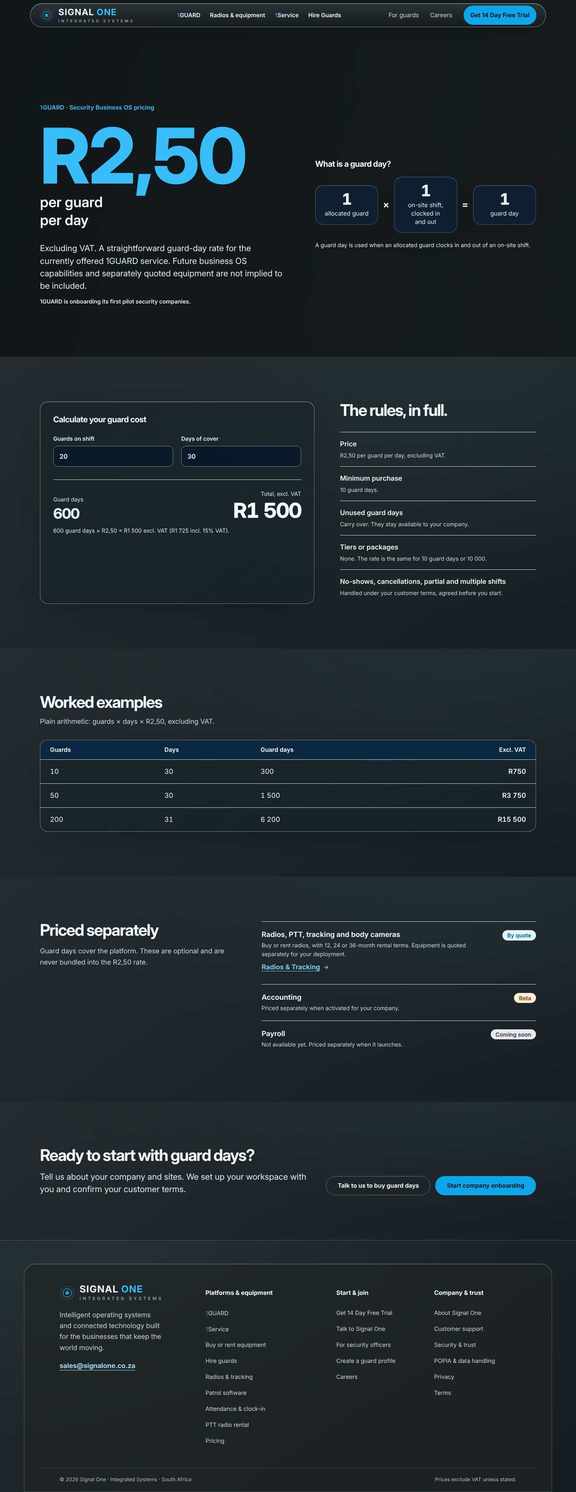 SIGNAL ONE
INTEGRATED SYSTEMS
1GUARD
Radios & equipment
1Service
Hire Guards
For guards
Careers
Get 14 Day Free Trial
1GUARD · Security Business OS pricing
R2,50
per guard
per day
Excluding VAT. A straightforward guard-day rate for the
currently offered 1GUARD service. Future business OS
capabilities and separately quoted equipment are not implied to
be included.
1GUARD is onboarding its first pilot security companies.
What is a guard day?
1
allocated guard
×
1
on-site shift,
clocked in
and out
=
1
guard day
A guard day is used when an allocated guard clocks in and out of an on-site shift.
Calculate your guard cost
Guards on shift
Days of cover
20
30
Guard days
600
Total, excl. VAT
R1 500
600 guard days × R2,50 = R1 500 excl. VAT (R1 725 incl. 15% VAT).
The rules, in full.
Price
R2,50 per guard per day, excluding VAT.
Minimum purchase
10 guard days.
Unused guard days
Carry over. They stay available to your company.
Tiers or packages
None. The rate is the same for 10 guard days or 10 000.
No-shows, cancellations, partial and multiple shifts
Handled under your customer terms, agreed before you start.
Worked examples
Plain arithmetic: guards × days × R2,50, excluding VAT.
Guards Days Guard days Excl. VAT
10 30 300 R750
50 30 1 500 R3 750
200 31 6 200 R15 500
Priced separately
Guard days cover the platform. These are optional and are
never bundled into the R2,50 rate.
Radios, PTT, tracking and body cameras
By quote
Buy or rent radios, with 12, 24 or 36-month rental terms. Equipment is quoted
separately for your deployment.
Radios & Tracking →
Accounting
Beta
Priced separately when activated for your company.
Payroll
Coming soon
Not available yet. Priced separately when it launches.
Ready to start with guard days?
Tell us about your company and sites. We set up your workspace with
you and confirm your customer terms.
Talk to us to buy guard days
Start company onboarding
SIGNAL ONE
INTEGRATED SYSTEMS
Intelligent operating systems
and connected technology built
for the businesses that keep the
world moving.
sales@signalone.co.za
Platforms & equipment
1GUARD
1Service
Buy or rent equipment
Hire guards
Radios & tracking
Patrol software
Attendance & clock-in
PTT radio rental
Pricing
Start & join
Get 14 Day Free Trial
Talk to Signal One
For security officers
Create a guard profile
Careers
Company & trust
About Signal One
Customer support
Security & trust
POPIA & data handling
Privacy
Terms
© 2026 Signal One · Integrated Systems · South Africa
Prices exclude VAT unless stated.